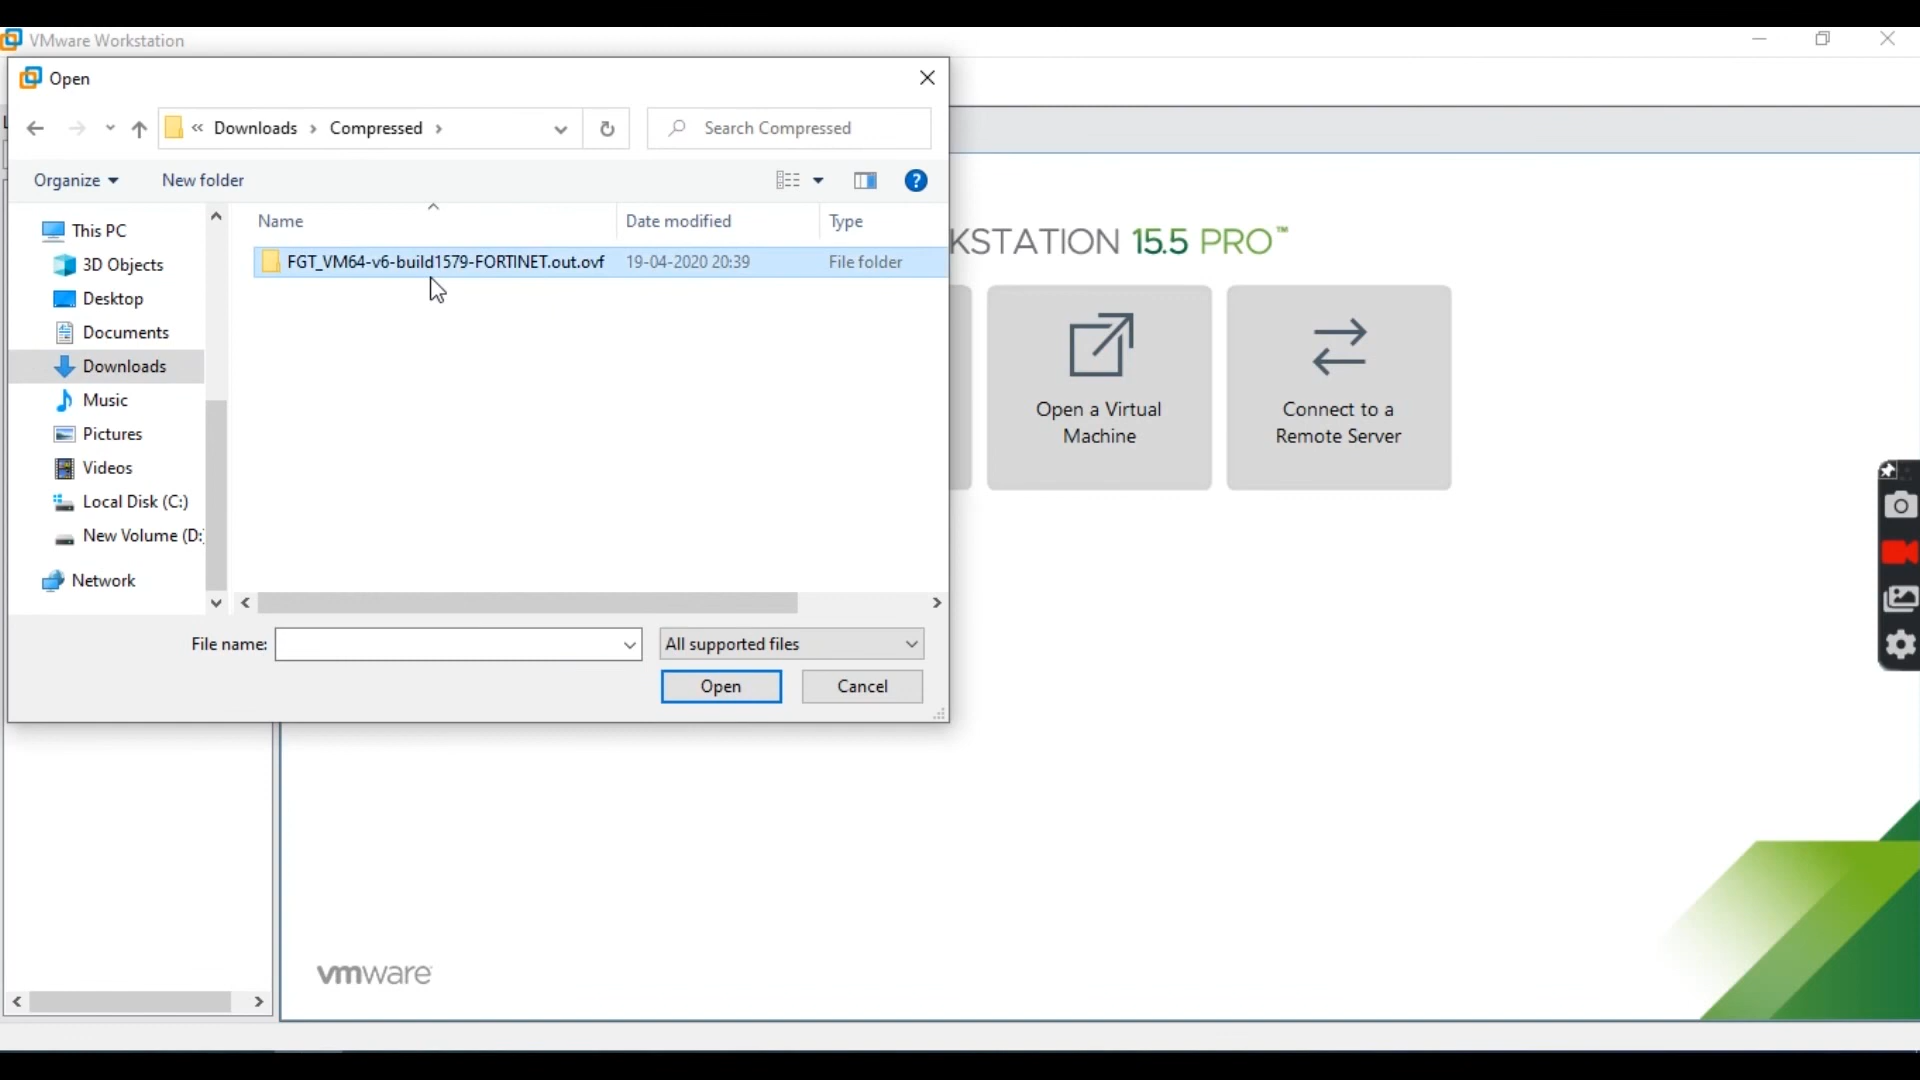 VMware Workstation
Open
« Downloads › Compressed ›
Search Compressed
Organize
New folder
?
Name
Date modified
Type
FGT_VM64-v6-build1579-FORTINET.out.ovf
19-04-2020 20:39
File folder
This PC
3D Objects
Desktop
Documents
Downloads
Music
Pictures
Videos
Local Disk (C:)
New Volume (D:
Network
File name:
All supported files
Open
Cancel
KSTATION 15.5 PRO™
Open a Virtual
Machine
Connect to a
Remote Server
vmware